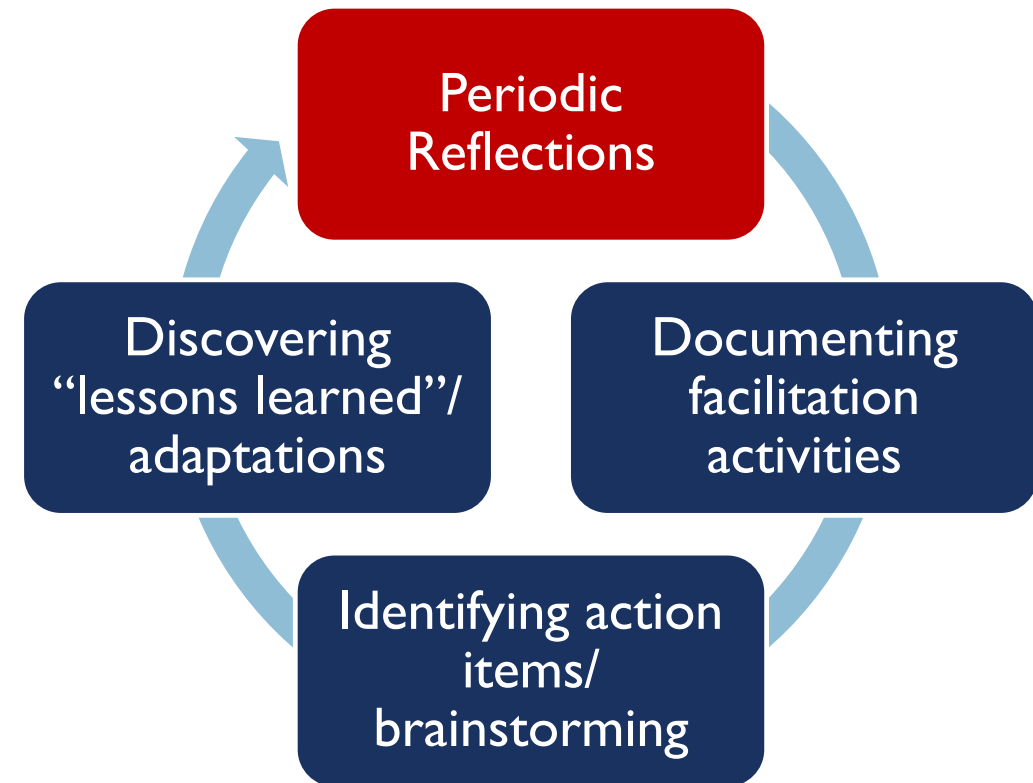 Periodic
Reflections
Documenting
facilitation
activities
Identifying action
items/
brainstorming
Discovering
“lessons learned”/
adaptations